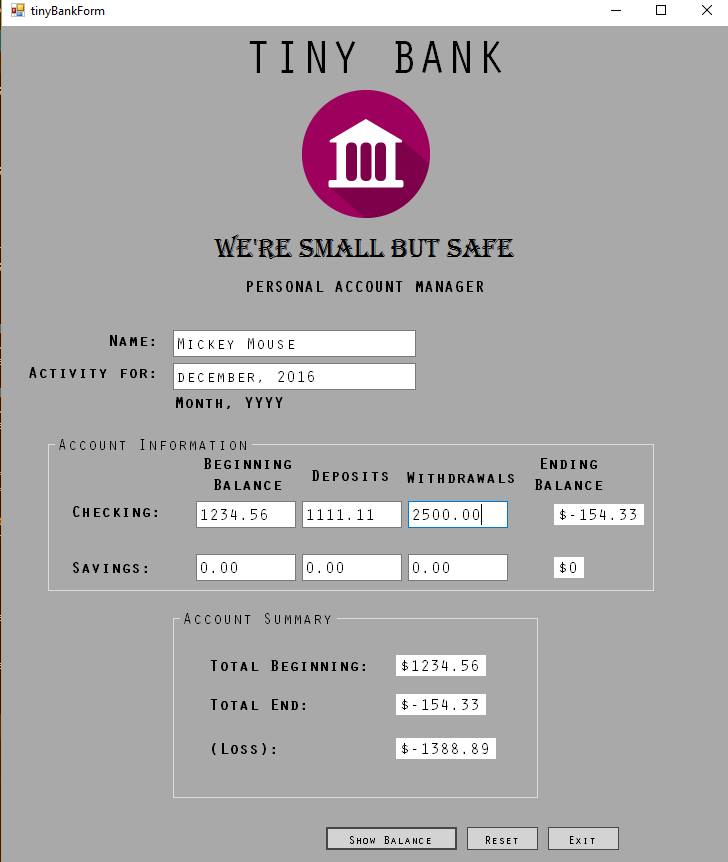 tinyBankForm
TINY BANK
WE'RE SMALL BUT SAFE
PERSONAL ACCOUNT MANAGER
NAME: MICKEY MOUSE
ACTIVITY FOR: DECEMBER, 2016
MONTH, YYYY
ACCOUNT INFORMATION
BEGINNING BALANCE DEPOSITS WITHDRAWALS ENDING BALANCE
CHECKING: 1234.56 1111.11 2500.00 $-154.33
SAVINGS: 0.00 0.00 0.00 $0
ACCOUNT SUMMARY
TOTAL BEGINNING: $1234.56
TOTAL END: $-154.33
(LOSS): $-1388.89
SHOW BALANCE RESET EXIT